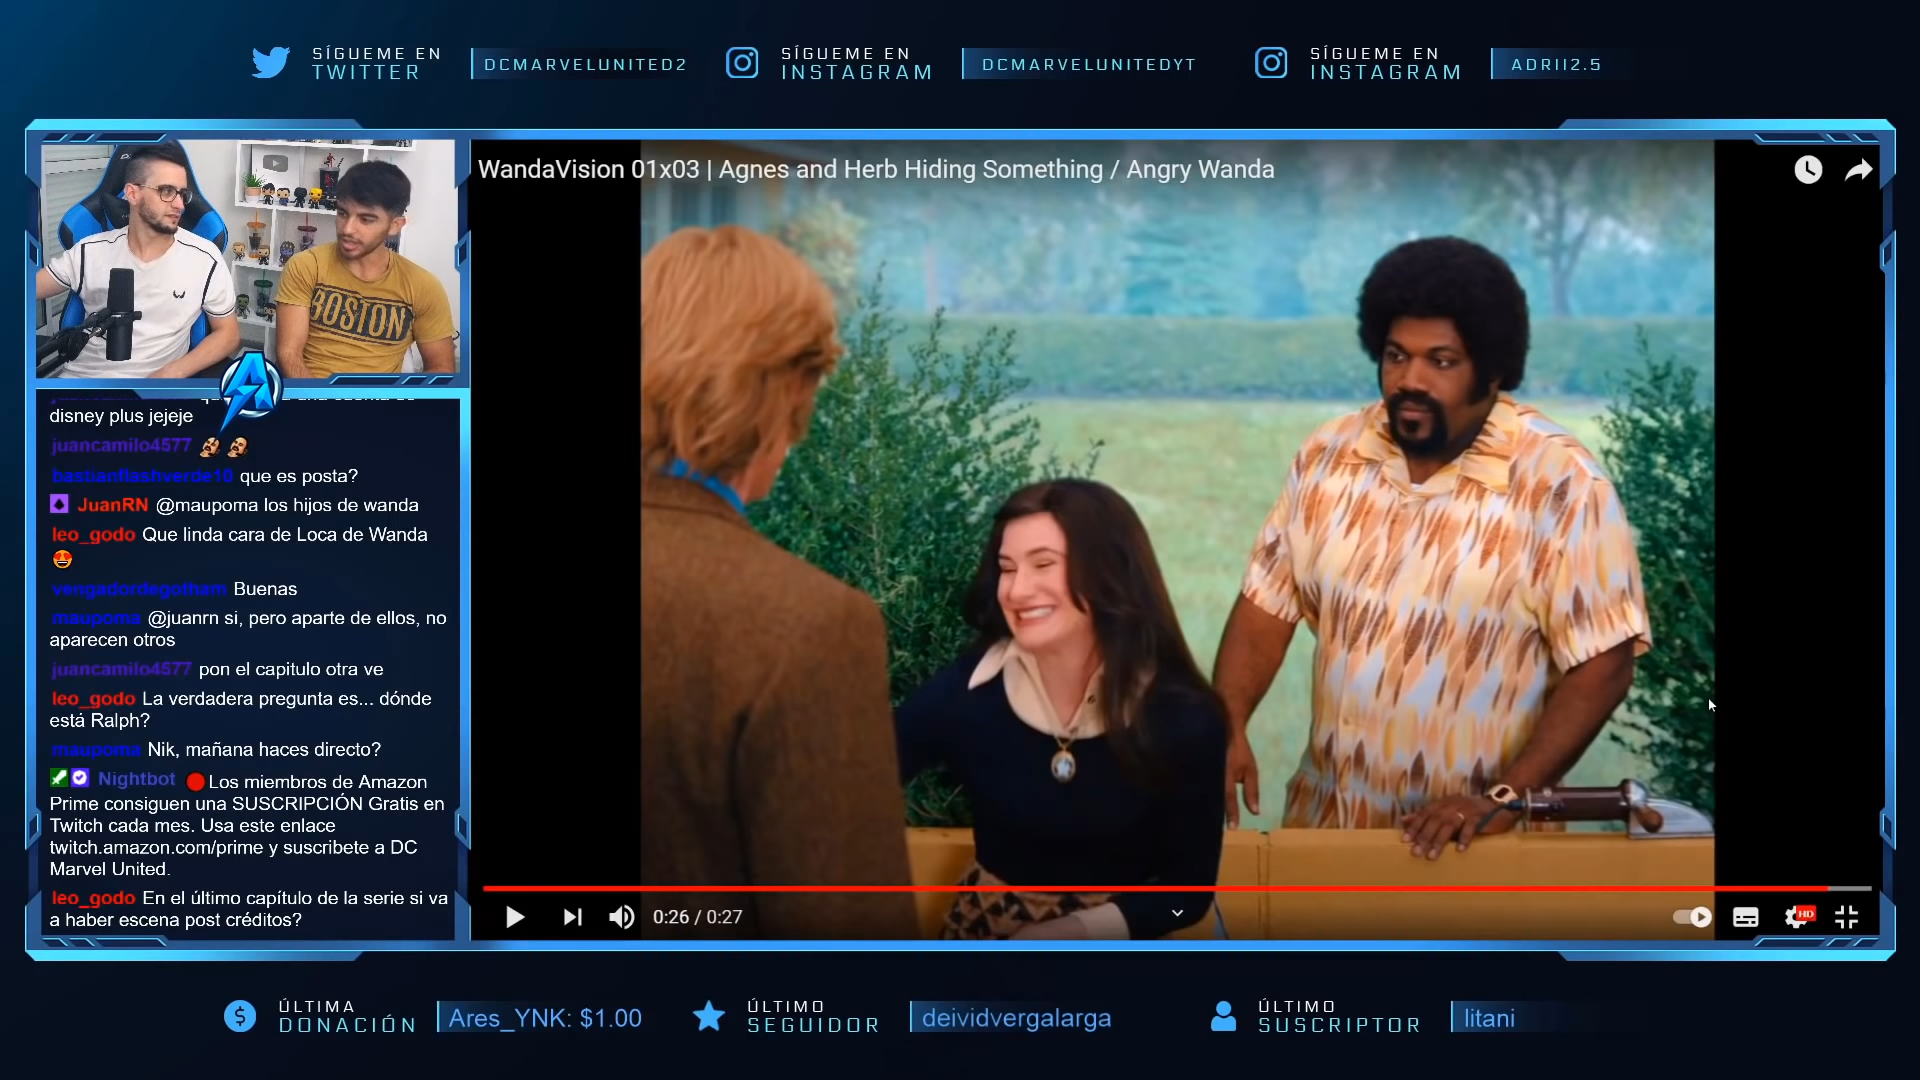 SÍGUEME EN
TWITTER
DCMARVELUNITED2
SÍGUEME EN
INSTAGRAM
DCMARVELUNITEDYT
SÍGUEME EN
INSTAGRAM
ADRII2.5
WandaVision 01x03 | Agnes and Herb Hiding Something / Angry Wanda
BOSTON
disney plus jejeje
juancamilo4577
bastianflashverde10 que es posta?
JuanRN @maupoma los hijos de wanda
leo_godo Que linda cara de Loca de Wanda
vengadordegotham Buenas
maupoma @juanrn si, pero aparte de ellos, no
aparecen otros
juancamilo4577 pon el capitulo otra ve
leo_godo La verdadera pregunta es... dónde
está Ralph?
maupoma Nik, mañana haces directo?
Nightbot Los miembros de Amazon
Prime consiguen una SUSCRIPCIÓN Gratis en
Twitch cada mes. Usa este enlace
twitch.amazon.com/prime y suscribete a DC
Marvel United.
leo_godo En el último capítulo de la serie si va
a haber escena post créditos?
0:26 / 0:27
HD
ÚLTIMA
DONACIÓN
Ares_YNK: $1.00
ÚLTIMO
SEGUIDOR
deividvergalarga
ÚLTIMO
SUSCRIPTOR
litani